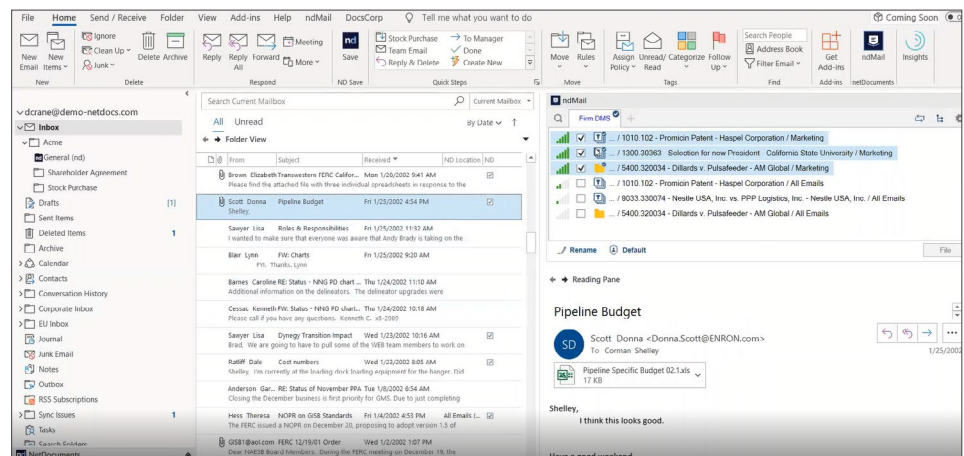 File Home Send / Receive Folder View Add-ins Help ndMail DocsCorp Tell me what you want to do Coming Soon
New Email
New Items
Ignore
Clean Up
Junk
Delete Archive
Reply Reply All Forward
Meeting
More
nd
Save
Stock Purchase
Team Email
Reply & Delete
To Manager
Done
Create New
Move Rules
Assign Policy Unread/ Read Categorize Follow Up
Search People
Address Book
Filter Email
Get Add-ins
ndMail
Insights
New Delete Respond ND Save Quick Steps Move Tags Find Add-ins netDocuments
dcrane@demo-netdocs.com
Inbox
Acme
General (nd)
Shareholder Agreement
Stock Purchase
Drafts [1]
Sent Items
Deleted Items 1
Archive
Calendar
Contacts
Conversation History
Corporate Inbox
EU Inbox
Journal
Junk Email
Notes
Outbox
RSS Subscriptions
Sync Issues 1
Tasks
Search Folders
NetDocuments
Search Current Mailbox Current Mailbox
All Unread By Date
Folder View
From Subject Received ND Location ND
Brown Elizabeth Transwestern FERC Califor... Mon 1/20/2002 9:41 AM
Please find the attached file with three individual spreadsheets in response to the
Scott Donna Pipeline Budget Fri 1/25/2002 4:54 PM
Shelley,
Sawyer Lisa Roles & Responsibilities Fri 1/25/2002 11:32 AM
I wanted to make sure that everyone was aware that Andy Brady is taking on the
Blair Lynn FW: Charts Fri 1/25/2002 9:20 AM
FYI. Thanks. Lynn
Barnes Caroline RE: Status - NNG PD chart ... Thu 1/24/2002 11:10 AM
Additional information on the delineators. The delineator upgrades were
Cessac Kenneth FW: Status - NNG PD chart... Thu 1/24/2002 10:18 AM
Please call if you have any questions. Kenneth C. x5-2089
Sawyer Lisa Dynegy Transition Impact Wed 1/23/2002 10:16 AM
Brad, We are going to have to pull some of the WEB team members to work on
Ratliff Dale Cost numbers Wed 1/23/2002 8:05 AM
Shelley, I'm currently at the loading dock loading equipment for the hanger. Did
Anderson Gar... RE: Status of November PPA Tue 1/8/2002 6:54 AM
Closing the December business is first priority for GMS. Due to just completing
Hess Theresa NOPR on GISB Standards Fri 1/4/2002 4:53 PM All Emails (...
The FERC issued a NOPR on December 20, proposing to adopt version 1.5 of
GISB1@aol.com FERC 12/19/01 Order Wed 1/2/2002 1:07 PM
Dear NAESB Board Members: During the FERC meeting on December 19, the
ndMail
Firm DMS
... / 1010.102 - Promicin Patent - Haspel Corporation / Marketing
... / 1300.30363 Selection for new President California State University / Marketing
... / 5400.320034 - Dillards v. Pulsafeeder - AM Global / Marketing
... / 1010.102 - Promicin Patent - Haspel Corporation / All Emails
... / 9033.330074 - Nestle USA, Inc. vs. PPP Logistics, Inc. - Nestle USA, Inc. / All Emails
... / 5400.320034 - Dillards v. Pulsafeeder - AM Global / All Emails
Rename Default File
Reading Pane
Pipeline Budget
SD
Scott Donna <Donna.Scott@ENRON.com>
To Corman Shelley
1/25/2002
Pipeline Specific Budget 02.1.xls
17 KB
Shelley,
I think this looks good.
Have a good weekend